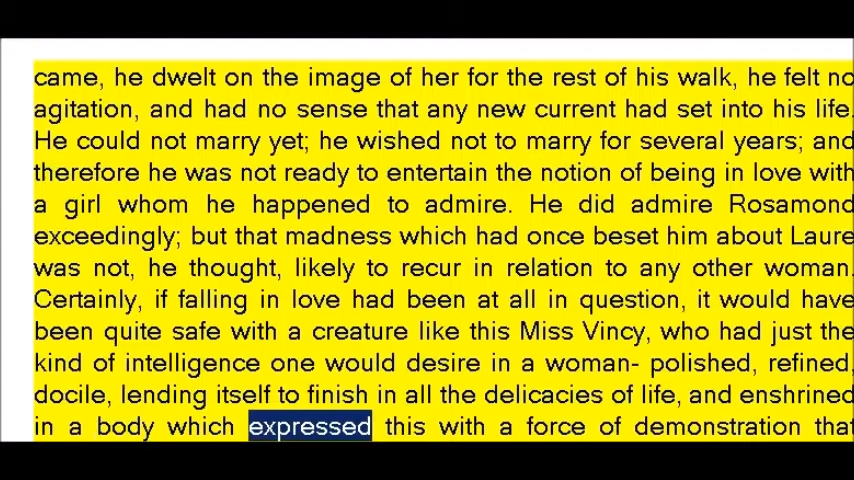 came, he dwelt on the image of her for the rest of his walk, he felt no
agitation, and had no sense that any new current had set into his life.
He could not marry yet; he wished not to marry for several years; and
therefore he was not ready to entertain the notion of being in love with
a girl whom he happened to admire. He did admire Rosamond
exceedingly; but that madness which had once beset him about Laure
was not, he thought, likely to recur in relation to any other woman.
Certainly, if falling in love had been at all in question, it would have
been quite safe with a creature like this Miss Vincy, who had just the
kind of intelligence one would desire in a woman- polished, refined,
docile, lending itself to finish in all the delicacies of life, and enshrined
in a body which expressed this with a force of demonstration that